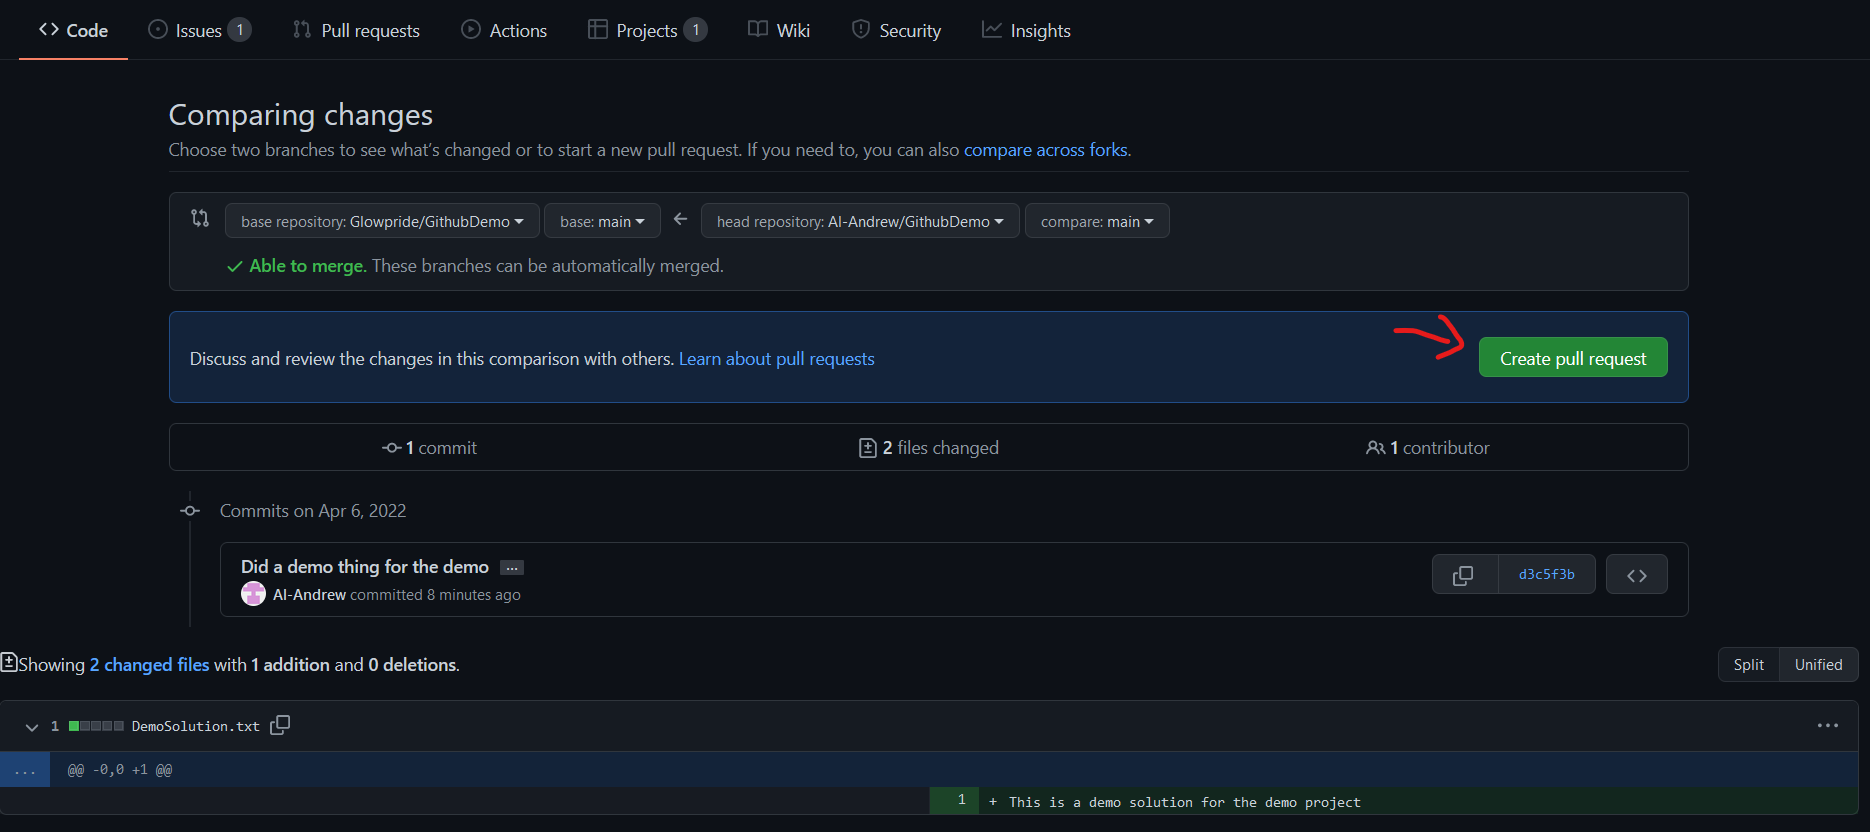 Code Issues 1 Pull requests Actions Projects 1 Wiki Security Insights
Comparing changes
Choose two branches to see what's changed or to start a new pull request. If you need to, you can also compare across forks.
base repository: Glowpride/GithubDemo base: main head repository: AI-Andrew/GithubDemo compare: main
Able to merge. These branches can be automatically merged.
Discuss and review the changes in this comparison with others. Learn about pull requests Create pull request
1 commit 2 files changed 1 contributor
Commits on Apr 6, 2022
Did a demo thing for the demo ...
AI-Andrew committed 8 minutes ago d3c5f3b
Showing 2 changed files with 1 addition and 0 deletions. Split Unified
1 DemoSolution.txt
... @@ -0,0 +1 @@
1 + This is a demo solution for the demo project